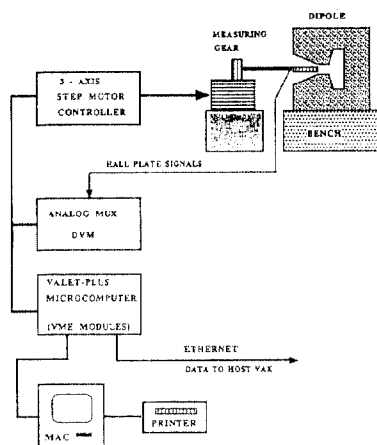 DIPOLE
MEASURING
GEAR
3 - AXIS
STEP MOTOR
CONTROLLER
BENCH
HALL PLATE SIGNALS
ANALOG MUX
DVM
VALET-PLUS
MICROCOMPUTER
(VME MODULES)
ETHERNET
DATA TO HOST VAX
MAC
PRINTER